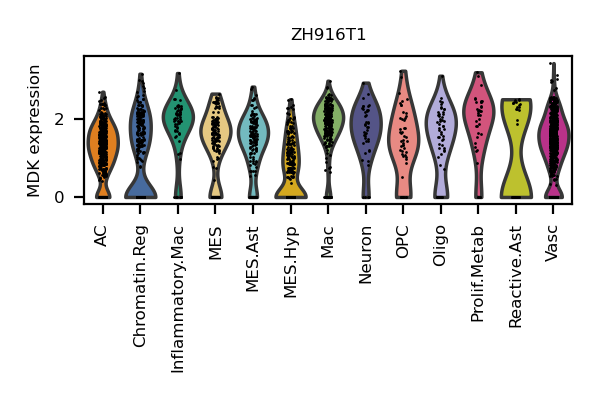 ZH916T1
MDK expression
2
0
AC
Chromatin.Reg
Inflammatory.Mac
MES
MES.Ast
MES.Hyp
Mac
Neuron
OPC
Oligo
Prolif.Metab
Reactive.Ast
Vasc